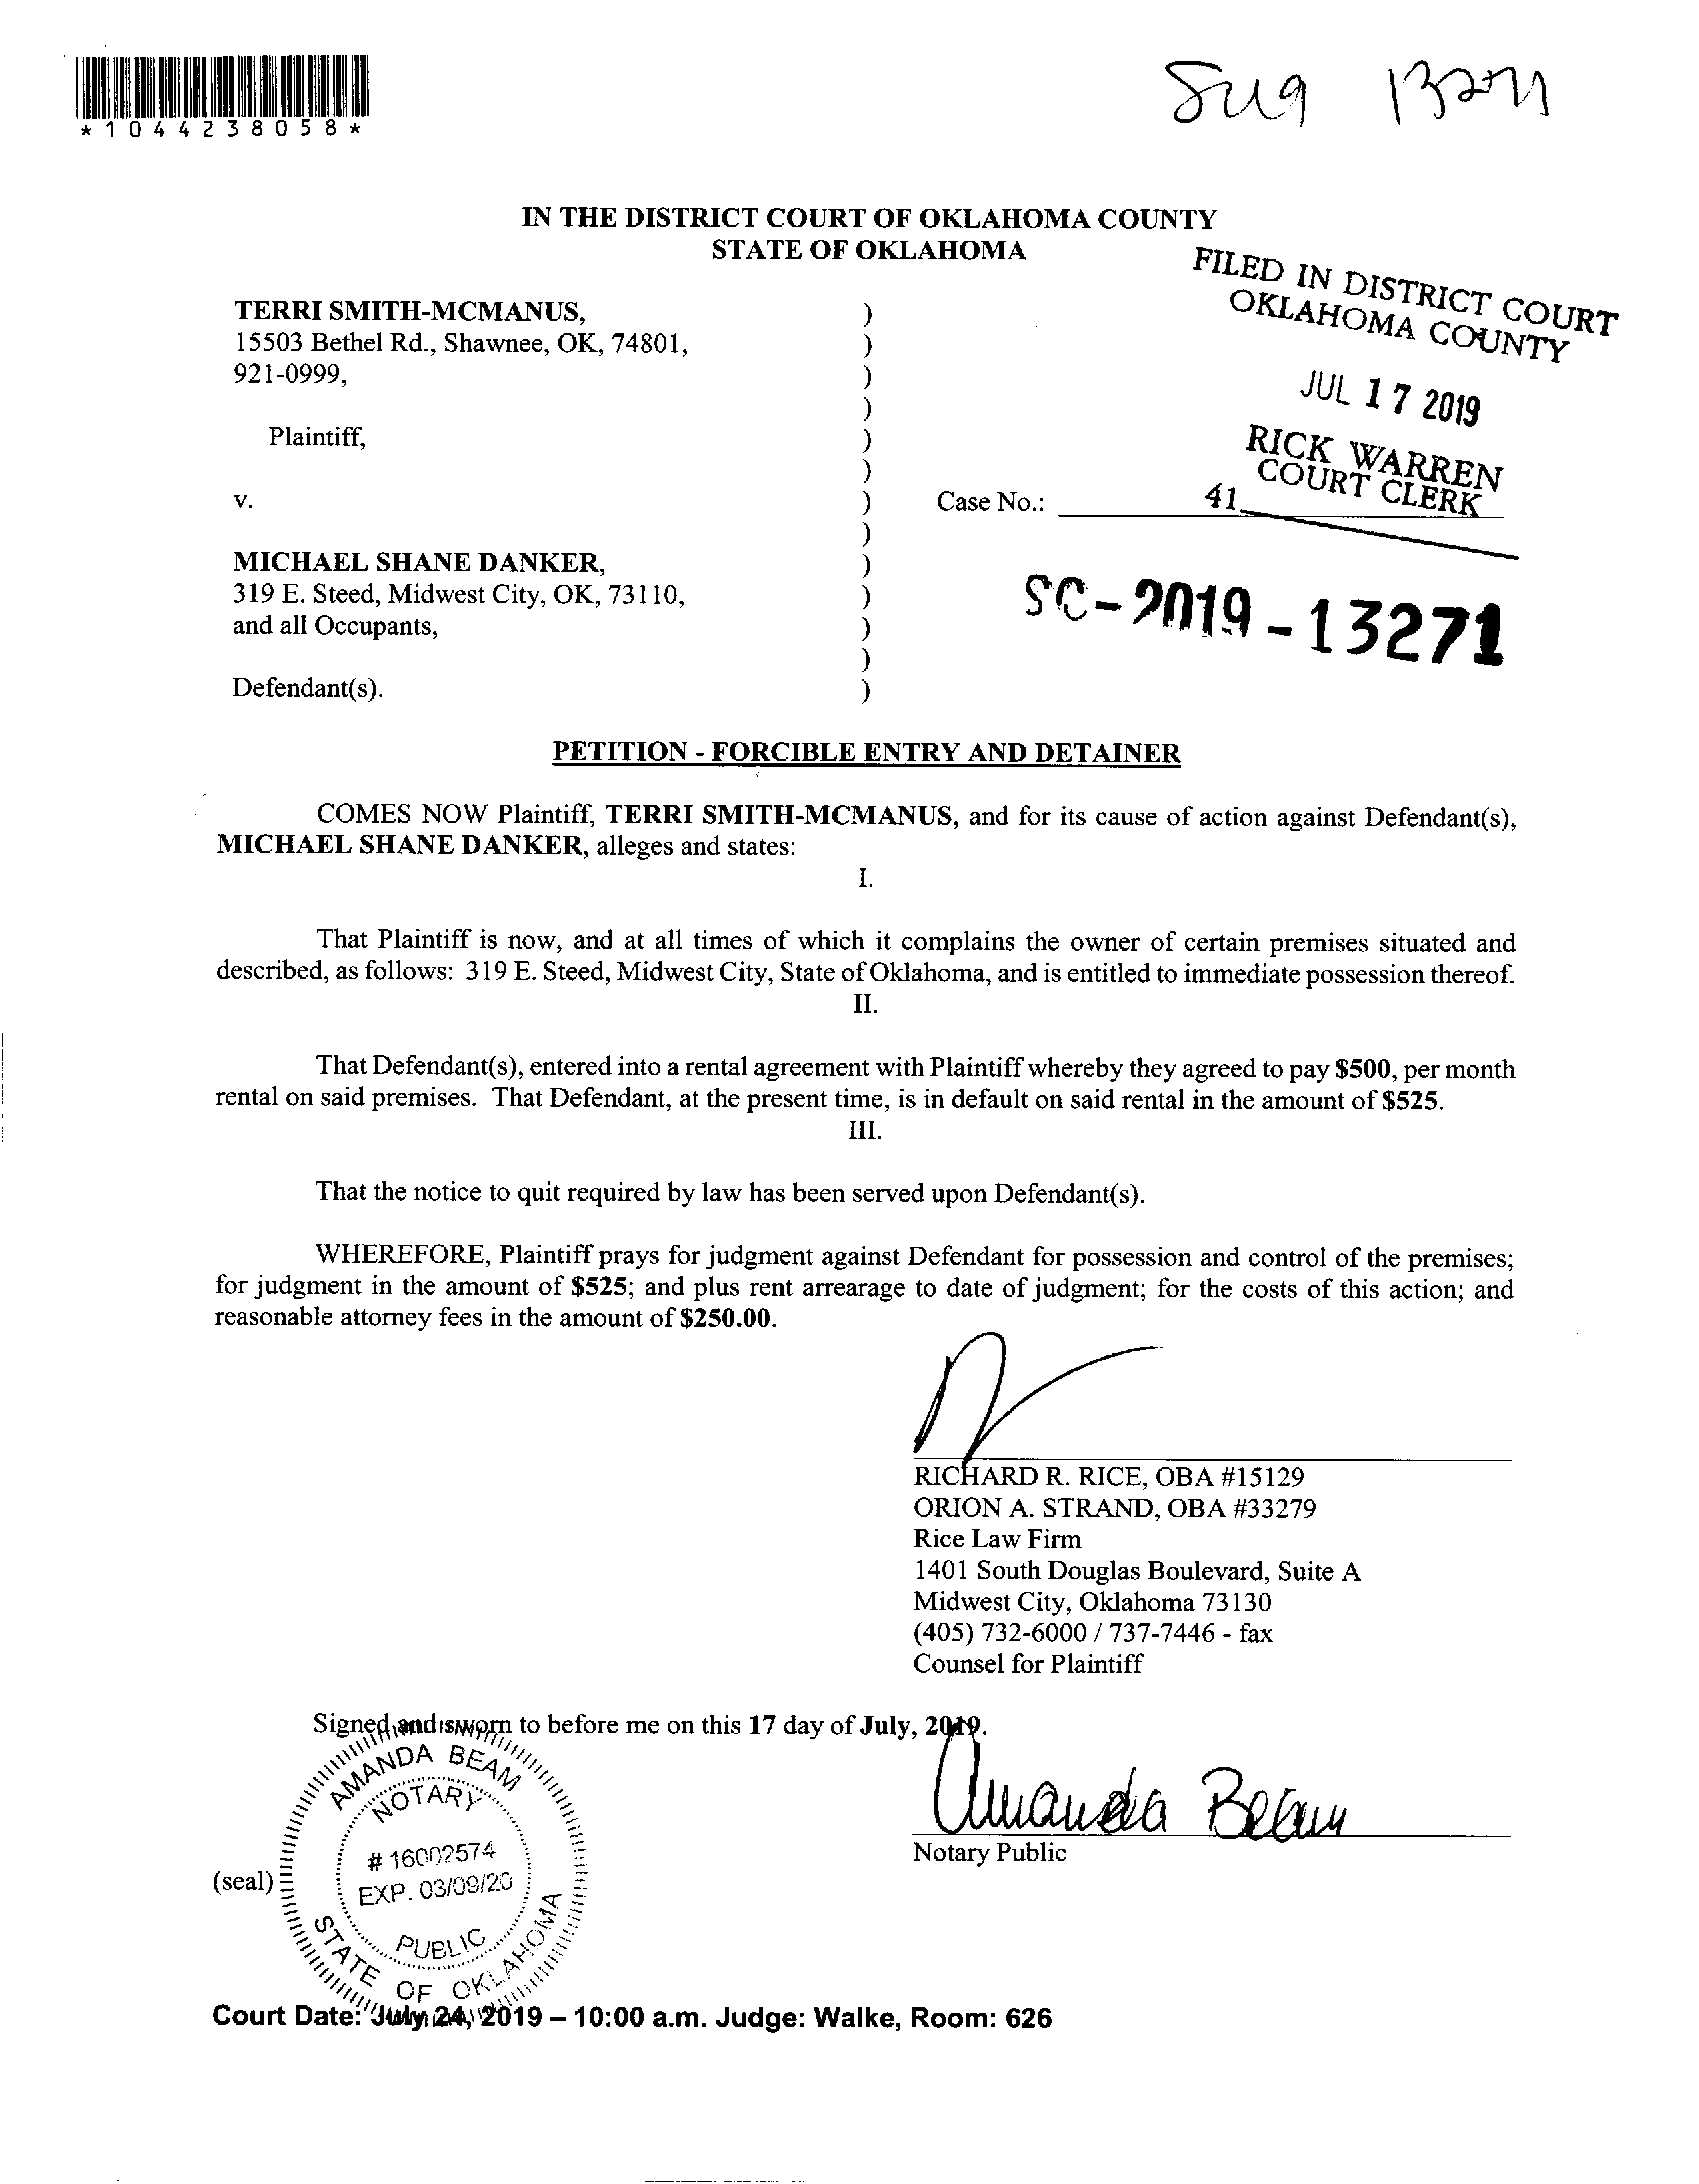 *1044238058*
13271
IN THE DISTRICT COURT OF OKLAHOMA COUNTY
STATE OF OKLAHOMA
FILED IN DISTRICT COURT
OKLAHOMA COUNTY
JUL 17 2019
RICK WARREN
COURT CLERK
41
TERRI SMITH-MCMANUS, )
15503 Bethel Rd., Shawnee, OK, 74801, )
921-0999, )
)
Plaintiff, )
)
v. ) Case No.:
)
MICHAEL SHANE DANKER, )
319 E. Steed, Midwest City, OK, 73110, )
and all Occupants, )
)
Defendant(s). )
SC-2019-13271
PETITION - FORCIBLE ENTRY AND DETAINER
COMES NOW Plaintiff, TERRI SMITH-MCMANUS, and for its cause of action against Defendant(s),
MICHAEL SHANE DANKER, alleges and states:
I.
That Plaintiff is now, and at all times of which it complains the owner of certain premises situated and
described, as follows: 319 E. Steed, Midwest City, State of Oklahoma, and is entitled to immediate possession thereof.
II.
That Defendant(s), entered into a rental agreement with Plaintiff whereby they agreed to pay $500, per month
rental on said premises. That Defendant, at the present time, is in default on said rental in the amount of $525.
III.
That the notice to quit required by law has been served upon Defendant(s).
WHEREFORE, Plaintiff prays for judgment against Defendant for possession and control of the premises;
for judgment in the amount of $525; and plus rent arrearage to date of judgment; for the costs of this action; and
reasonable attorney fees in the amount of $250.00.
RICHARD R. RICE, OBA #15129
ORION A. STRAND, OBA #33279
Rice Law Firm
1401 South Douglas Boulevard, Suite A
Midwest City, Oklahoma 73130
(405) 732-6000 / 737-7446 - fax
Counsel for Plaintiff
Signed and sworn to before me on this 17 day of July, 2019.
Amanda Beam
Notary Public
(seal)
AMANDA BEAM
NOTARY
# 16002574
EXP. 03/09/20
PUBLIC
STATE OF OKLAHOMA
Court Date: July 24, 2019 – 10:00 a.m. Judge: Walke, Room: 626